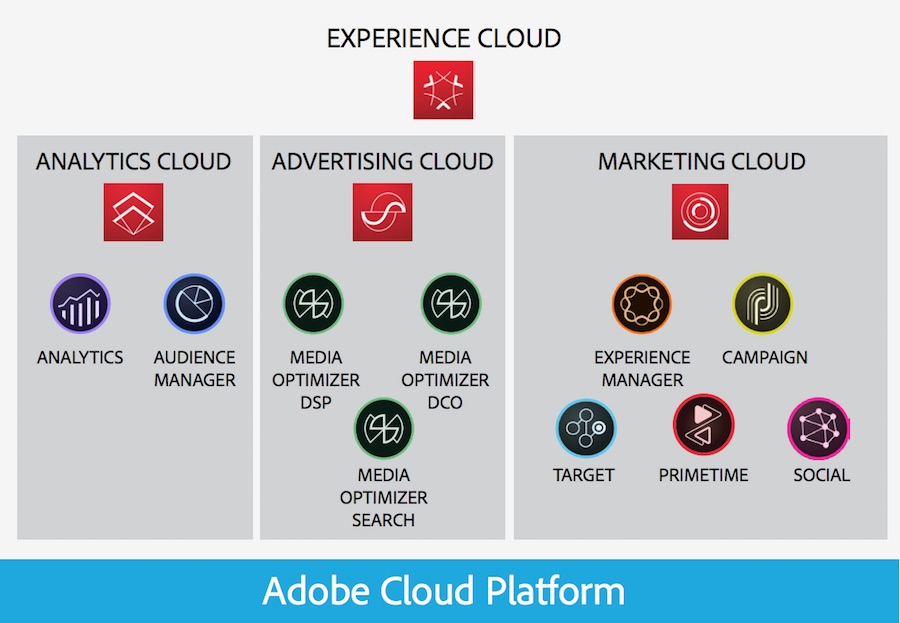 EXPERIENCE CLOUD
ANALYTICS CLOUD
ANALYTICS
AUDIENCE
MANAGER
ADVERTISING CLOUD
MEDIA
OPTIMIZER
DSP
MEDIA
OPTIMIZER
DCO
MEDIA
OPTIMIZER
SEARCH
MARKETING CLOUD
EXPERIENCE
MANAGER
CAMPAIGN
TARGET
PRIMETIME
SOCIAL
Adobe Cloud Platform